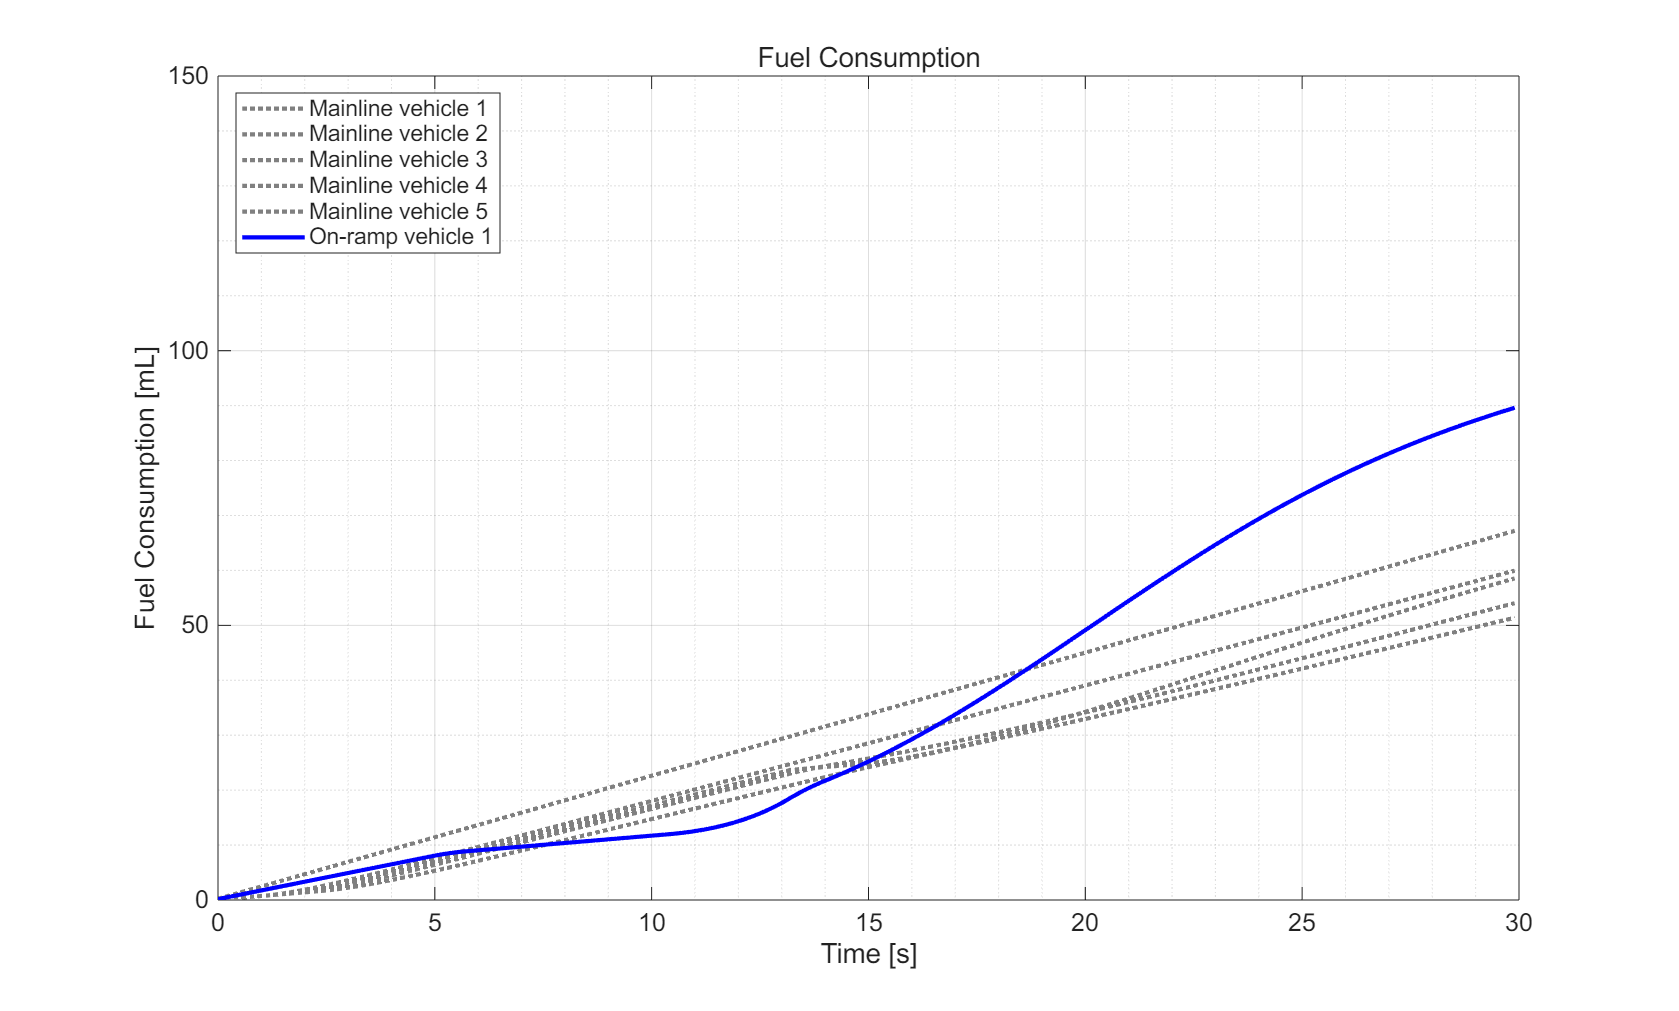 Fuel Consumption
150
100
50
0
Fuel Consumption [mL]
Mainline vehicle 1
Mainline vehicle 2
Mainline vehicle 3
Mainline vehicle 4
Mainline vehicle 5
On-ramp vehicle 1
0 5 10 15 20 25 30
Time [s]